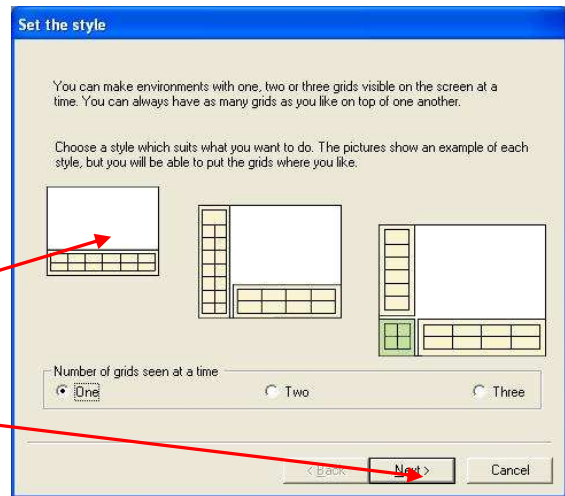 Set the style
You can make environments with one, two or three grids visible on the screen at a
time. You can always have as many grids as you like on top of one another.
Choose a style which suits what you want to do. The pictures show an example of each
style, but you will be able to put the grids where you like.
Number of grids seen at a time
One Two Three
< Back Next > Cancel